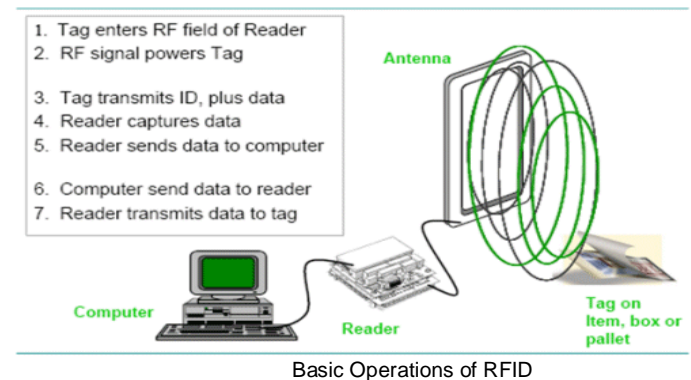 1. Tag enters RF field of Reader
2. RF signal powers Tag
3. Tag transmits ID, plus data
4. Reader captures data
5. Reader sends data to computer
6. Computer send data to reader
7. Reader transmits data to tag
Antenna
Computer
Reader
Tag on
Item, box or
pallet
Basic Operations of RFID